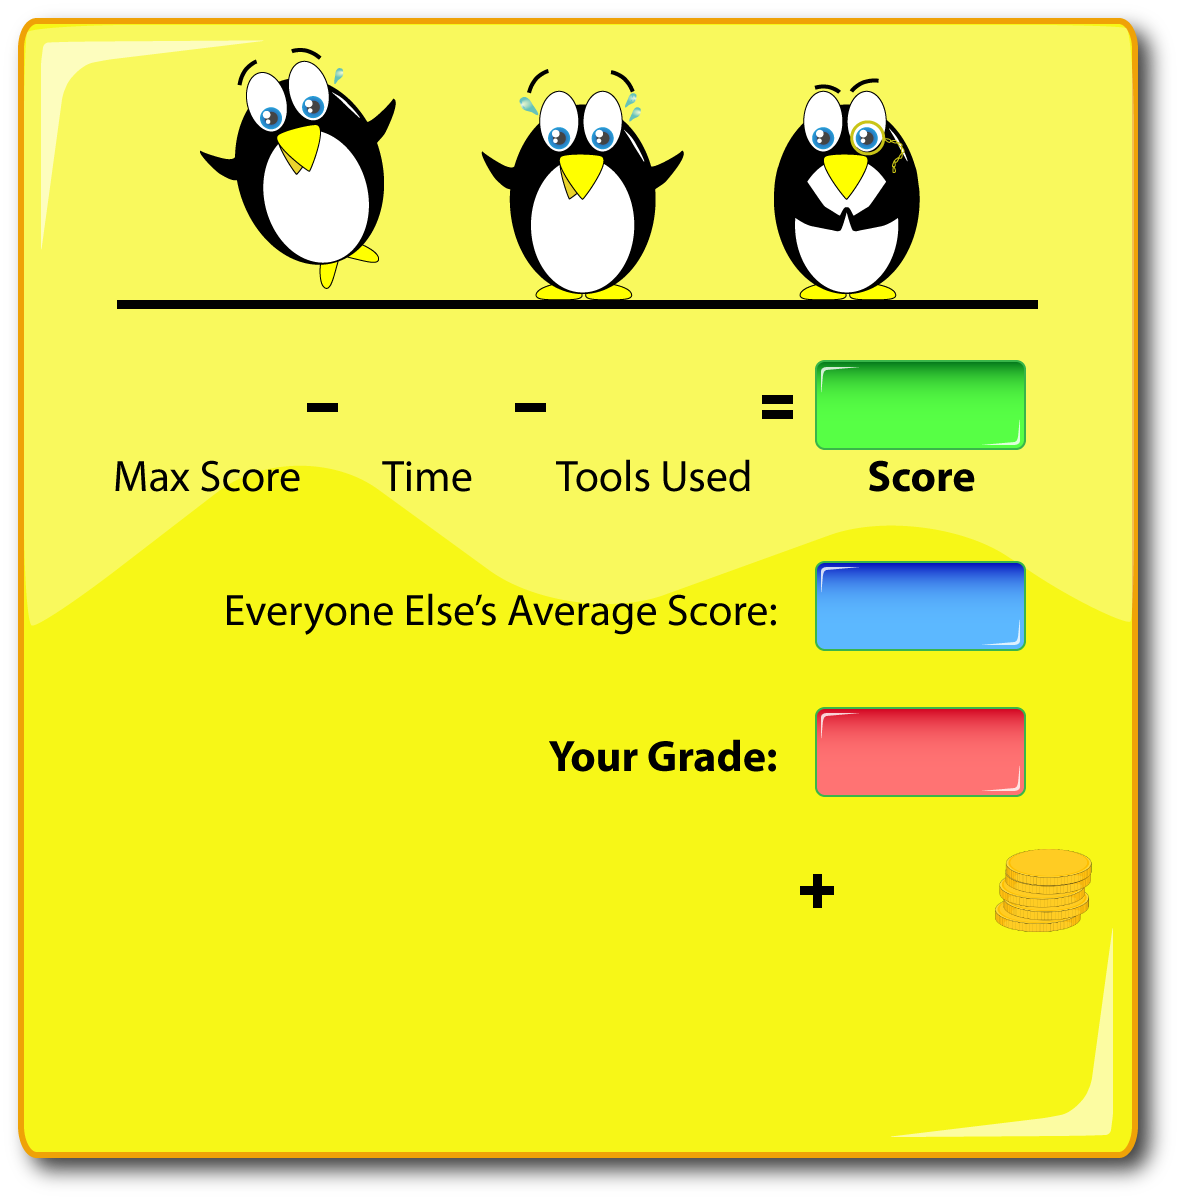 – – =
Max Score Time Tools Used Score
Everyone Else’s Average Score:
Your Grade:
+